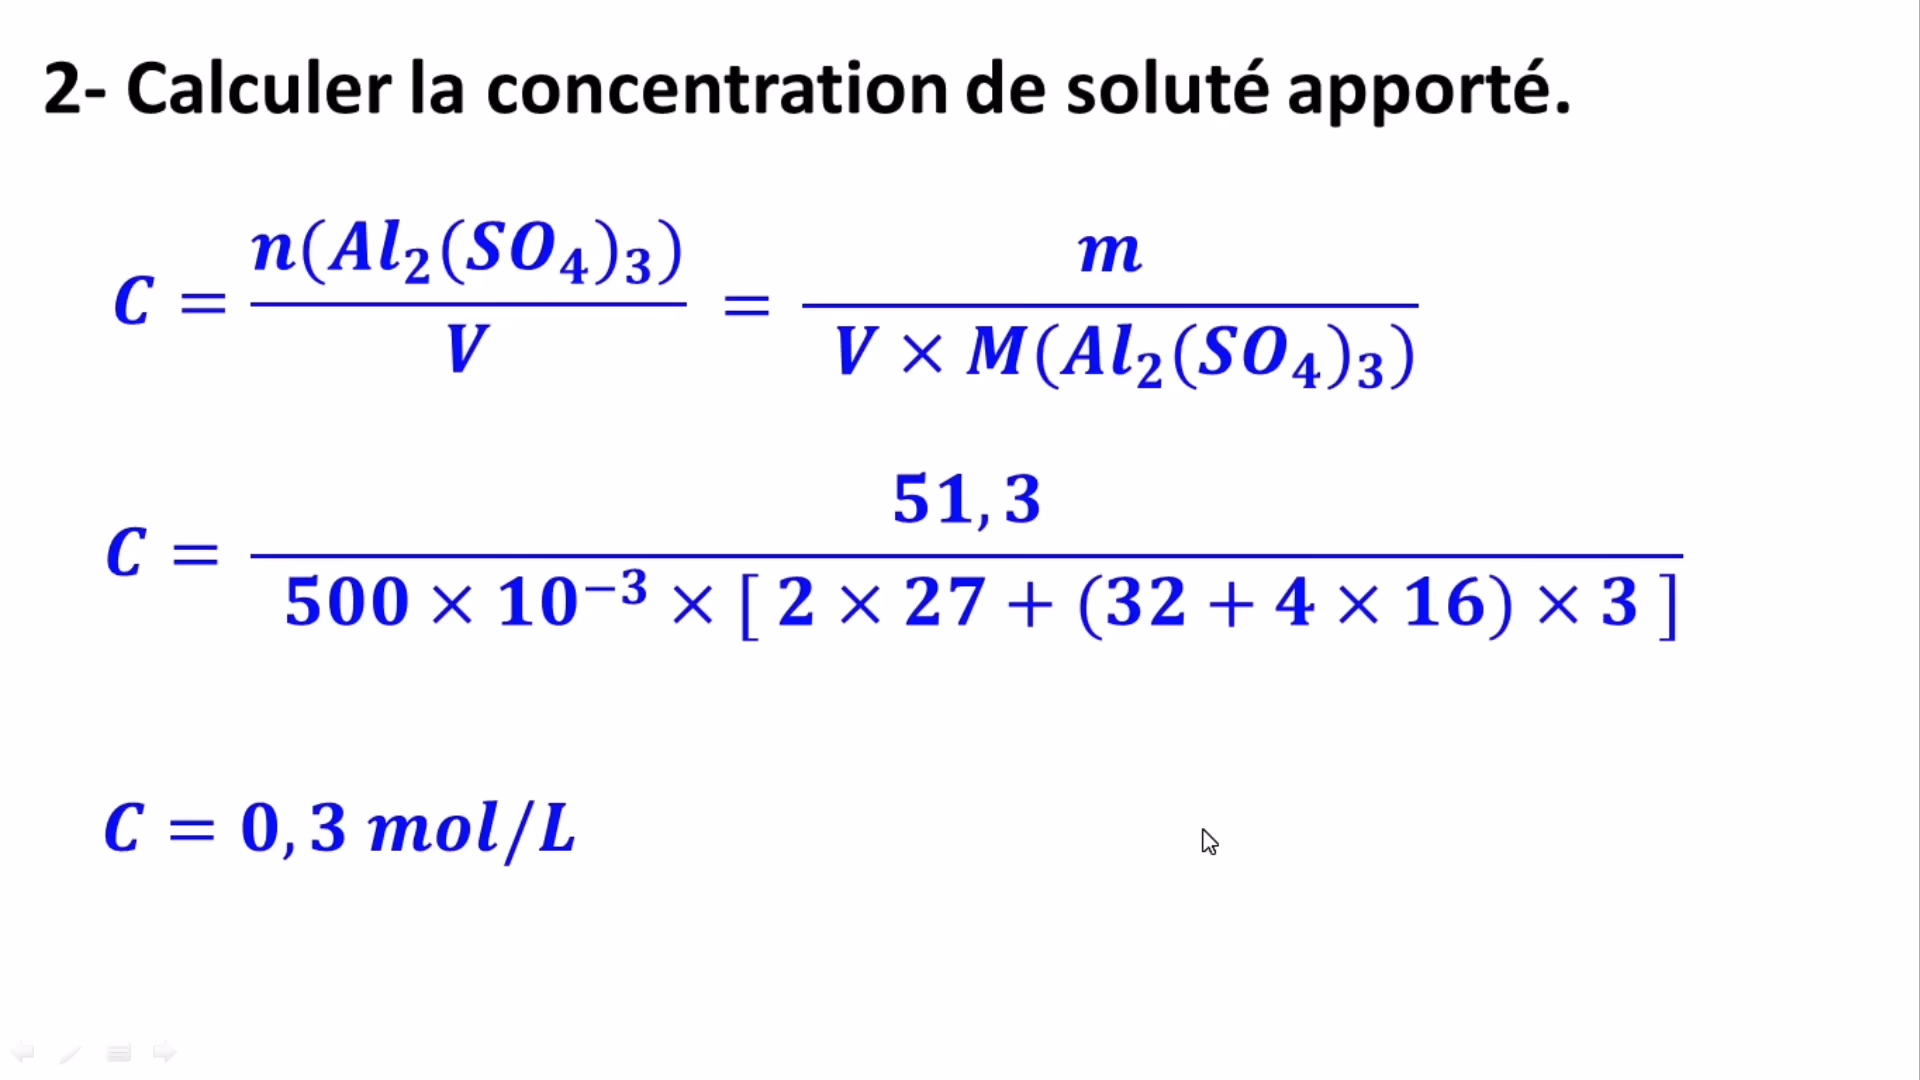 2- Calculer la concentration de soluté apporté.
C = n(Al₂(SO₄)₃) / V = m / (V × M(Al₂(SO₄)₃))
C = 51,3 / (500 × 10⁻³ × [ 2 × 27 + (32 + 4 × 16) × 3 ])
C = 0,3 mol/L